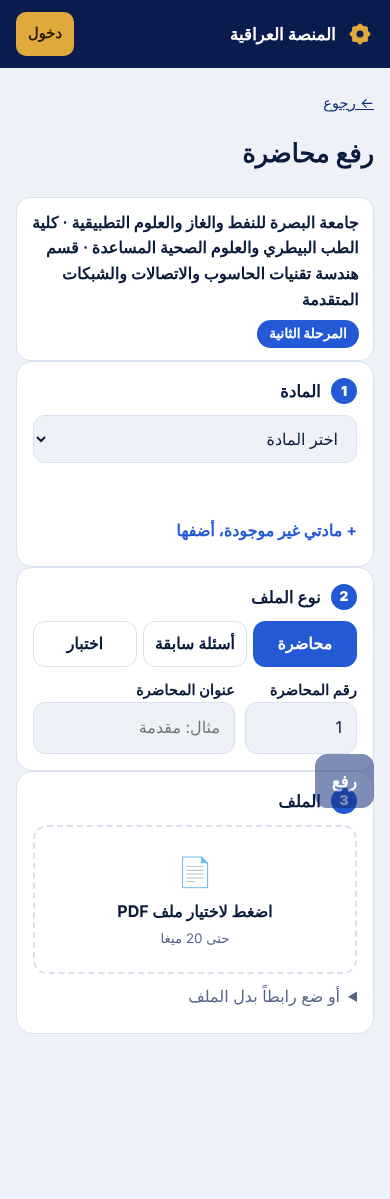 المنصة العراقية
دخول
← رجوع
رفع محاضرة
جامعة البصرة للنفط والغاز والعلوم التطبيقية · كلية
الطب البيطري والعلوم الصحية المساعدة · قسم
هندسة تقنيات الحاسوب والاتصالات والشبكات
المتقدمة
المرحلة الثانية
1 المادة
اختر المادة
+ مادتي غير موجودة، أضفها
2 نوع الملف
محاضرة
أسئلة سابقة
اختبار
رقم المحاضرة
عنوان المحاضرة
1
مثال: مقدمة
رفع
3 الملف
اضغط لاختيار ملف PDF
حتى 20 ميغا
أو ضع رابطاً بدل الملف